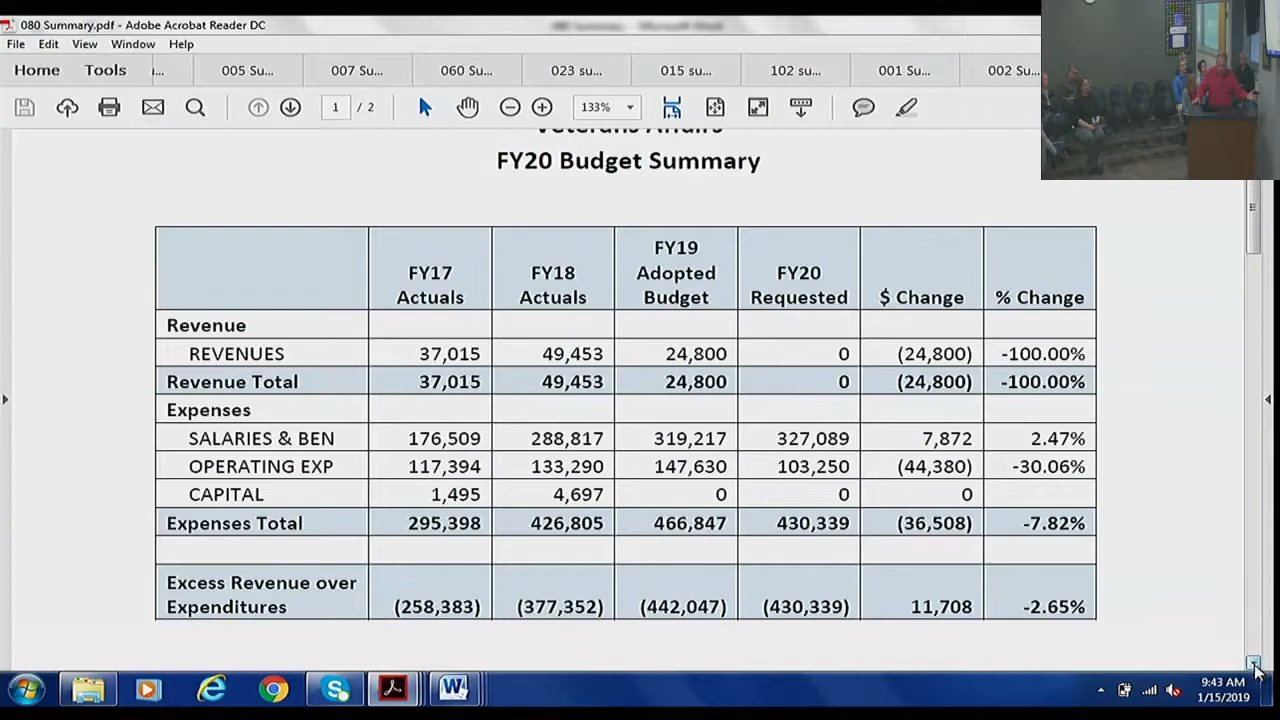 080 Summary.pdf - Adobe Acrobat Reader DC
File Edit View Window Help
Home Tools ı... 005 Su... 007 Su... 060 Su... 023 su... 015 su... 102 su... 001 Su... 002 Su...
1 / 2 133%
Veterans Affairs
FY20 Budget Summary
FY17 Actuals FY18 Actuals FY19 Adopted Budget FY20 Requested $ Change % Change
Revenue
REVENUES 37,015 49,453 24,800 0 (24,800) -100.00%
Revenue Total 37,015 49,453 24,800 0 (24,800) -100.00%
Expenses
SALARIES & BEN 176,509 288,817 319,217 327,089 7,872 2.47%
OPERATING EXP 117,394 133,290 147,630 103,250 (44,380) -30.06%
CAPITAL 1,495 4,697 0 0 0
Expenses Total 295,398 426,805 466,847 430,339 (36,508) -7.82%
Excess Revenue over
Expenditures (258,383) (377,352) (442,047) (430,339) 11,708 -2.65%
9:43 AM
1/15/2019